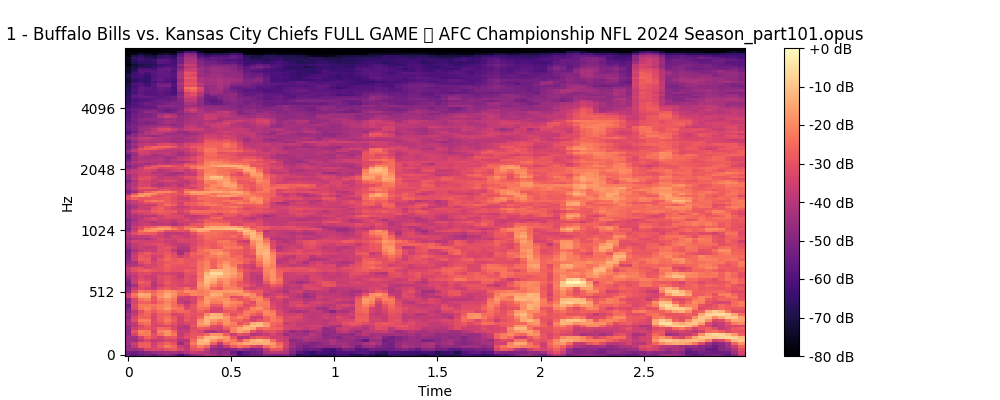 1 - Buffalo Bills vs. Kansas City Chiefs FULL GAME ▯ AFC Championship NFL 2024 Season_part101.opus
+0 dB
4096
-10 dB
-20 dB
2048
-30 dB
Hz
-40 dB
1024
-50 dB
512
-60 dB
-70 dB
0
-80 dB
0 0.5 1 1.5 2 2.5
Time